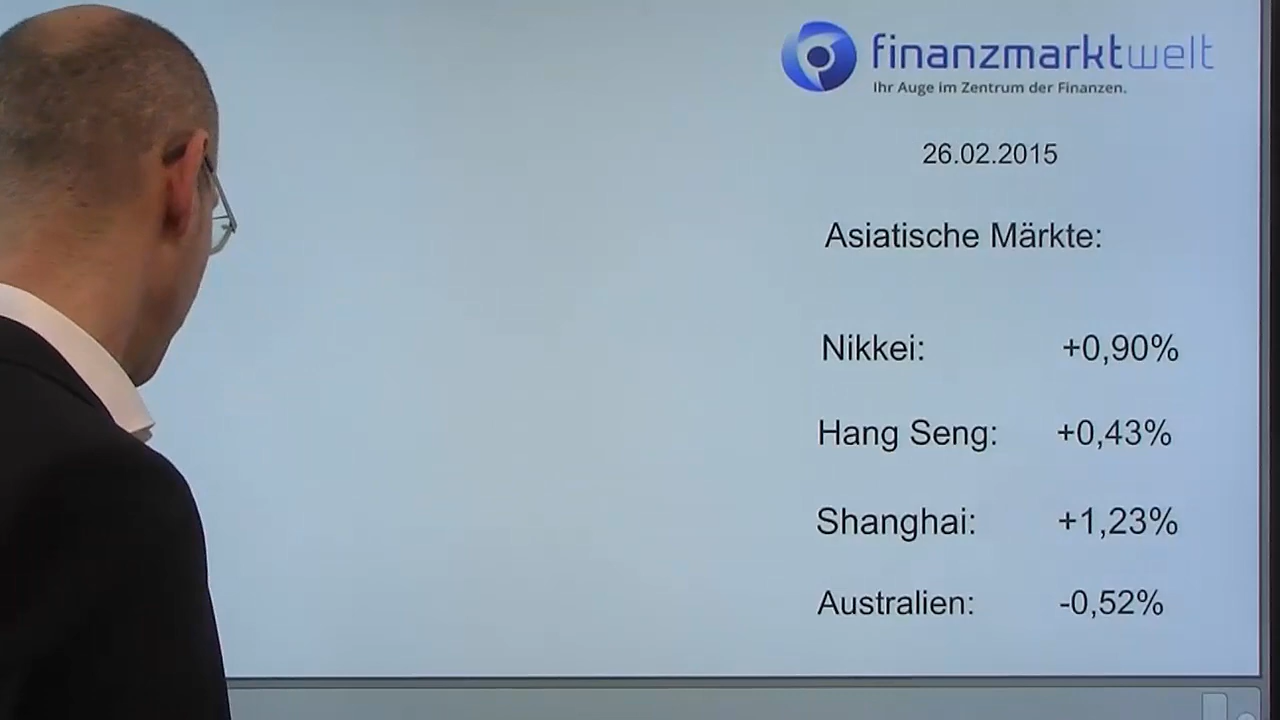 finanzmarktwelt
Ihr Auge im Zentrum der Finanzen.
26.02.2015
Asiatische Märkte:
Nikkei: +0,90%
Hang Seng: +0,43%
Shanghai: +1,23%
Australien: -0,52%